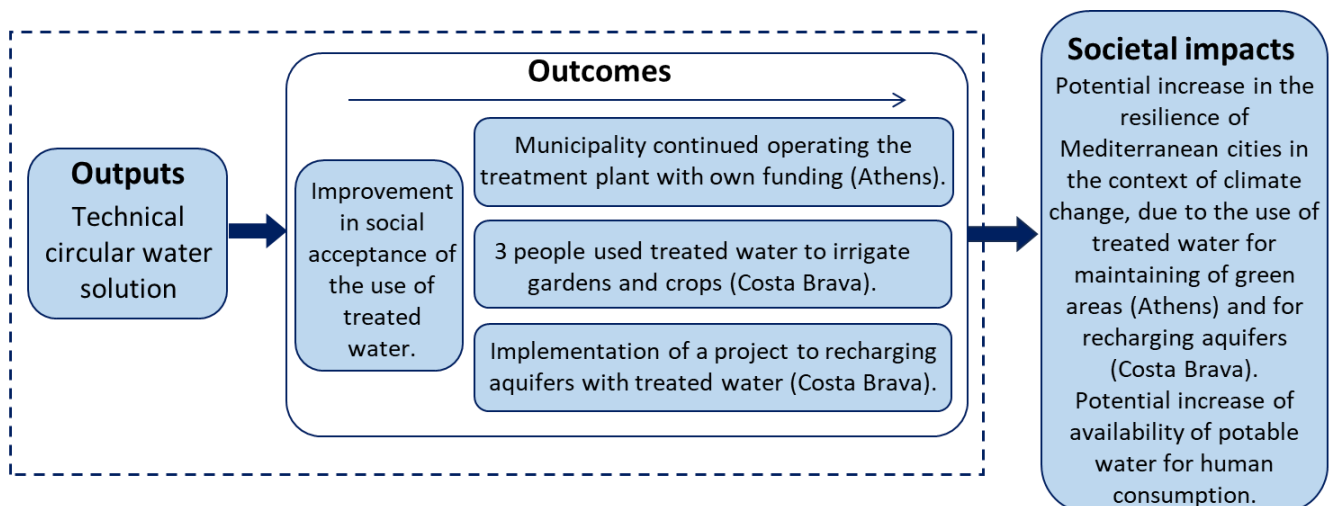 Outputs
Technical
circular water
solution
Outcomes
Improvement
in social
acceptance of
the use of
treated
water.
Municipality continued operating the
treatment plant with own funding (Athens).
3 people used treated water to irrigate
gardens and crops (Costa Brava).
Implementation of a project to recharging
aquifers with treated water (Costa Brava).
Societal impacts
Potential increase in the
resilience of
Mediterranean cities in
the context of climate
change, due to the use of
treated water for
maintaining of green
areas (Athens) and for
recharging aquifers
(Costa Brava).
Potential increase of
availability of potable
water for human
consumption.